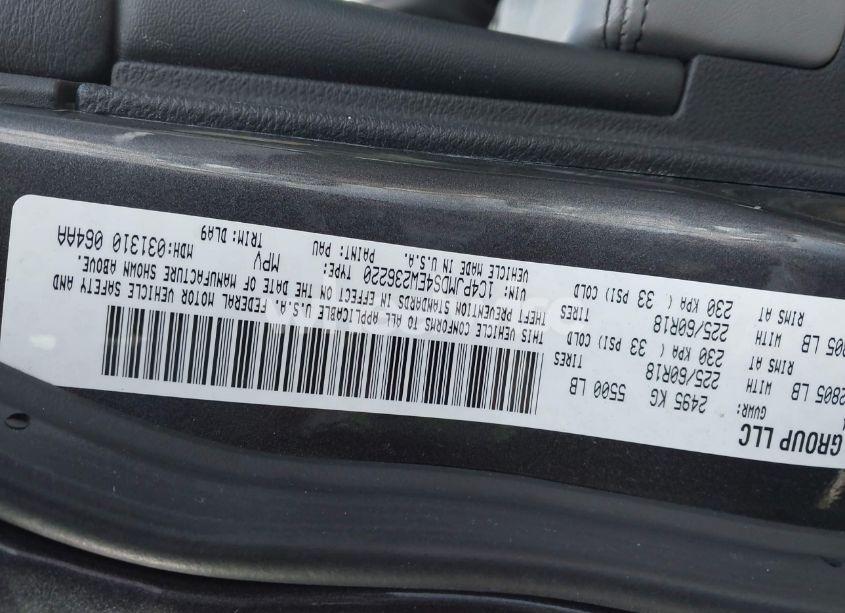 GROUP LLC
GVWR:
2495 KG 5500 LB
2805 LB WITH 225/60R18 TIRES
RIMS AT 230 KPA ( 33 PSI) COLD
805 LB WITH 225/60R18 TIRES
RIMS AT 230 KPA ( 33 PSI) COLD
THIS VEHICLE CONFORMS TO ALL APPLICABLE U.S.A. FEDERAL MOTOR VEHICLE SAFETY AND
THEFT PREVENTION STANDARDS IN EFFECT ON THE DATE OF MANUFACTURE SHOWN ABOVE.
VIN: 1C4PJMDS4EW236220 TYPE: MPV MDH:031310 064AA
VEHICLE MADE IN U.S.A. PAINT: PAU TRIM: DLA9